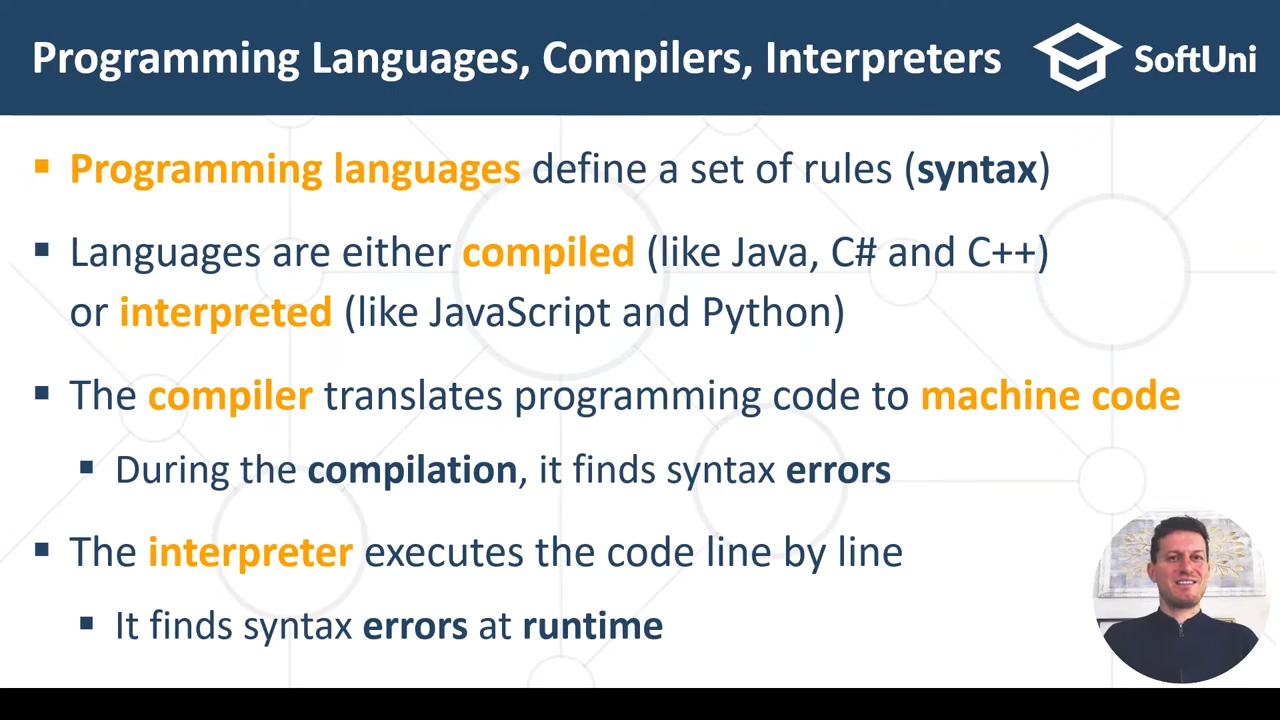 Programming Languages, Compilers, Interpreters
SoftUni
Programming languages define a set of rules (syntax)
Languages are either compiled (like Java, C# and C++)
or interpreted (like JavaScript and Python)
The compiler translates programming code to machine code
During the compilation, it finds syntax errors
The interpreter executes the code line by line
It finds syntax errors at runtime